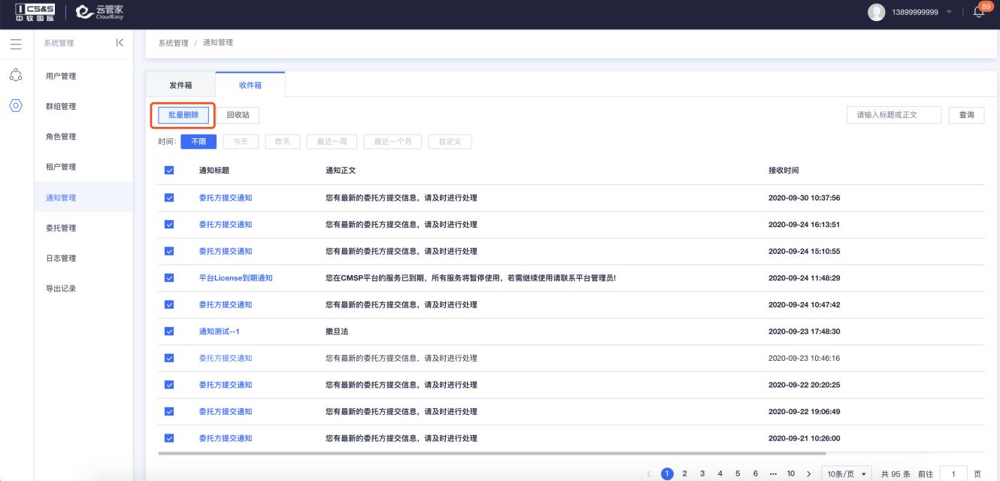 CS&S 中软国际 云管家 CloudEasy 13899999999 89
系统管理
系统管理 / 通知管理
用户管理
群组管理
角色管理
租户管理
通知管理
委托管理
日志管理
导出记录
发件箱 收件箱
批量删除 回收站 请输入标题或正文 查询
时间: 不限 今天 昨天 最近一周 最近一个月 自定义
通知标题 通知正文 接收时间
委托方提交通知 您有最新的委托方提交信息，请及时进行处理 2020-09-30 10:37:56
委托方提交通知 您有最新的委托方提交信息，请及时进行处理 2020-09-24 16:13:51
委托方提交通知 您有最新的委托方提交信息，请及时进行处理 2020-09-24 15:10:55
平台License到期通知 您在CMSP平台的服务已到期，所有服务将暂停使用，若需继续使用请联系平台管理员! 2020-09-24 11:48:29
委托方提交通知 您有最新的委托方提交信息，请及时进行处理 2020-09-24 10:47:42
通知测试--1 撒旦法 2020-09-23 17:48:30
委托方提交通知 您有最新的委托方提交信息，请及时进行处理 2020-09-23 10:46:16
委托方提交通知 您有最新的委托方提交信息，请及时进行处理 2020-09-22 20:20:25
委托方提交通知 您有最新的委托方提交信息，请及时进行处理 2020-09-22 19:06:49
委托方提交通知 您有最新的委托方提交信息，请及时进行处理 2020-09-21 10:26:00
1 2 3 4 5 6 ••• 10 10条/页 共 95 条 前往 1 页